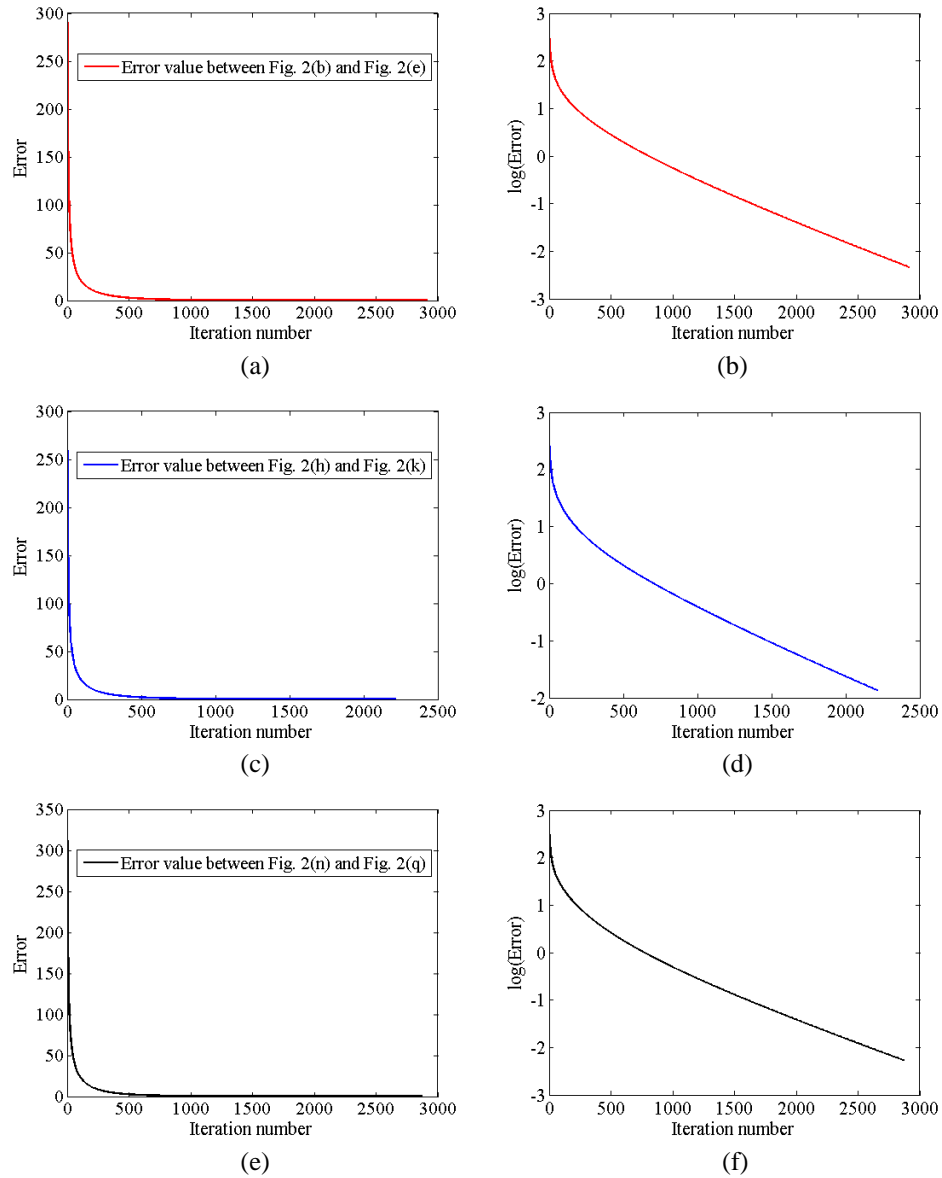 300
250
200
150
100
50
0
Error
Error value between Fig. 2(b) and Fig. 2(e)
0 500 1000 1500 2000 2500 3000
Iteration number
(a)
3
2
1
0
-1
-2
-3
log(Error)
0 500 1000 1500 2000 2500 3000
Iteration number
(b)
300
250
200
150
100
50
0
Error
Error value between Fig. 2(h) and Fig. 2(k)
0 500 1000 1500 2000 2500
Iteration number
(c)
3
2
1
0
-1
-2
log(Error)
0 500 1000 1500 2000 2500
Iteration number
(d)
350
300
250
200
150
100
50
0
Error
Error value between Fig. 2(n) and Fig. 2(q)
0 500 1000 1500 2000 2500 3000
Iteration number
(e)
3
2
1
0
-1
-2
-3
log(Error)
0 500 1000 1500 2000 2500 3000
Iteration number
(f)